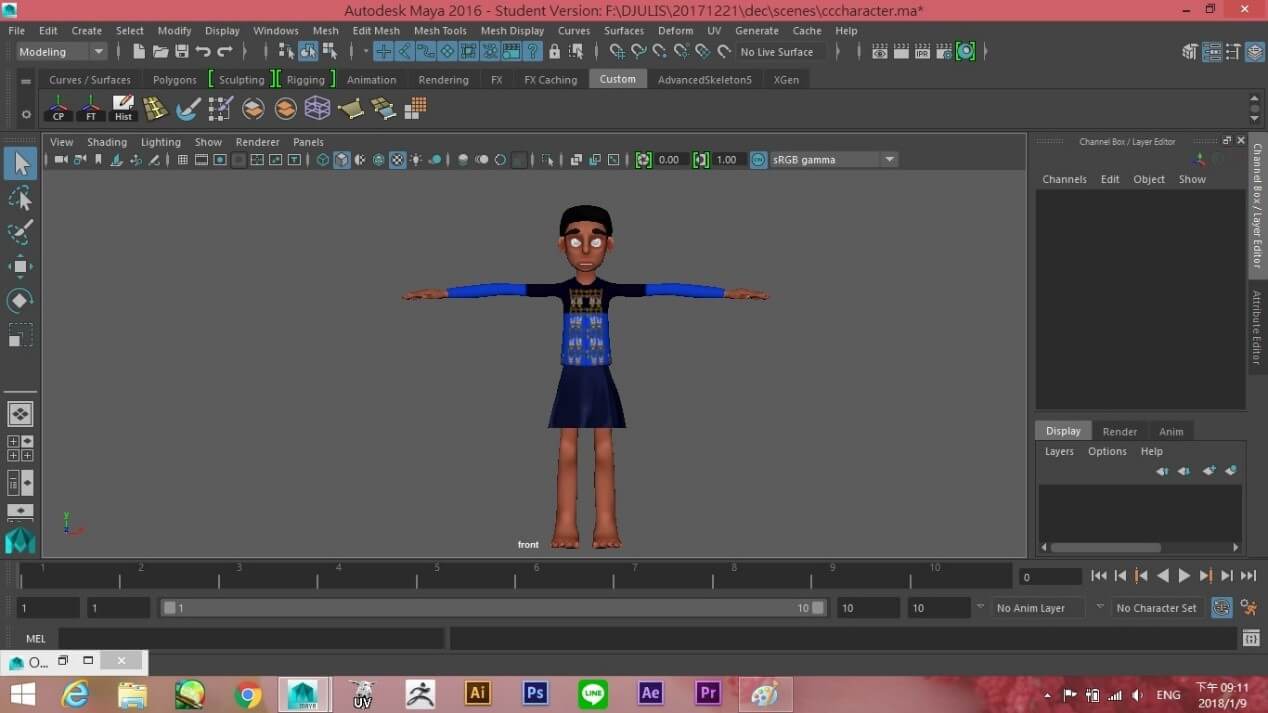 Autodesk Maya 2016 - Student Version: F:\DJULIS\20171221\dec\scenes\cccharacter.ma*
File Edit Create Select Modify Display Windows Mesh Edit Mesh Mesh Tools Mesh Display Curves Surfaces Deform UV Generate Cache Help
Modeling No Live Surface IPR
Curves / Surfaces Polygons Sculpting Rigging Animation Rendering FX FX Caching Custom AdvancedSkeleton5 XGen
CP FT Hist
View Shading Lighting Show Renderer Panels
0.00 1.00 sRGB gamma
Channel Box / Layer Editor
Channels Edit Object Show
Channel Box / Layer Editor
Attribute Editor
Display Render Anim
Layers Options Help
y
front
1 2 3 4 5 6 7 8 9 10 0
1 1 1 10 10 10 No Anim Layer No Character Set
MEL
O...
MAYA UV Ai Ps LINE Ae Pr ENG 下午 09:11
2018/1/9